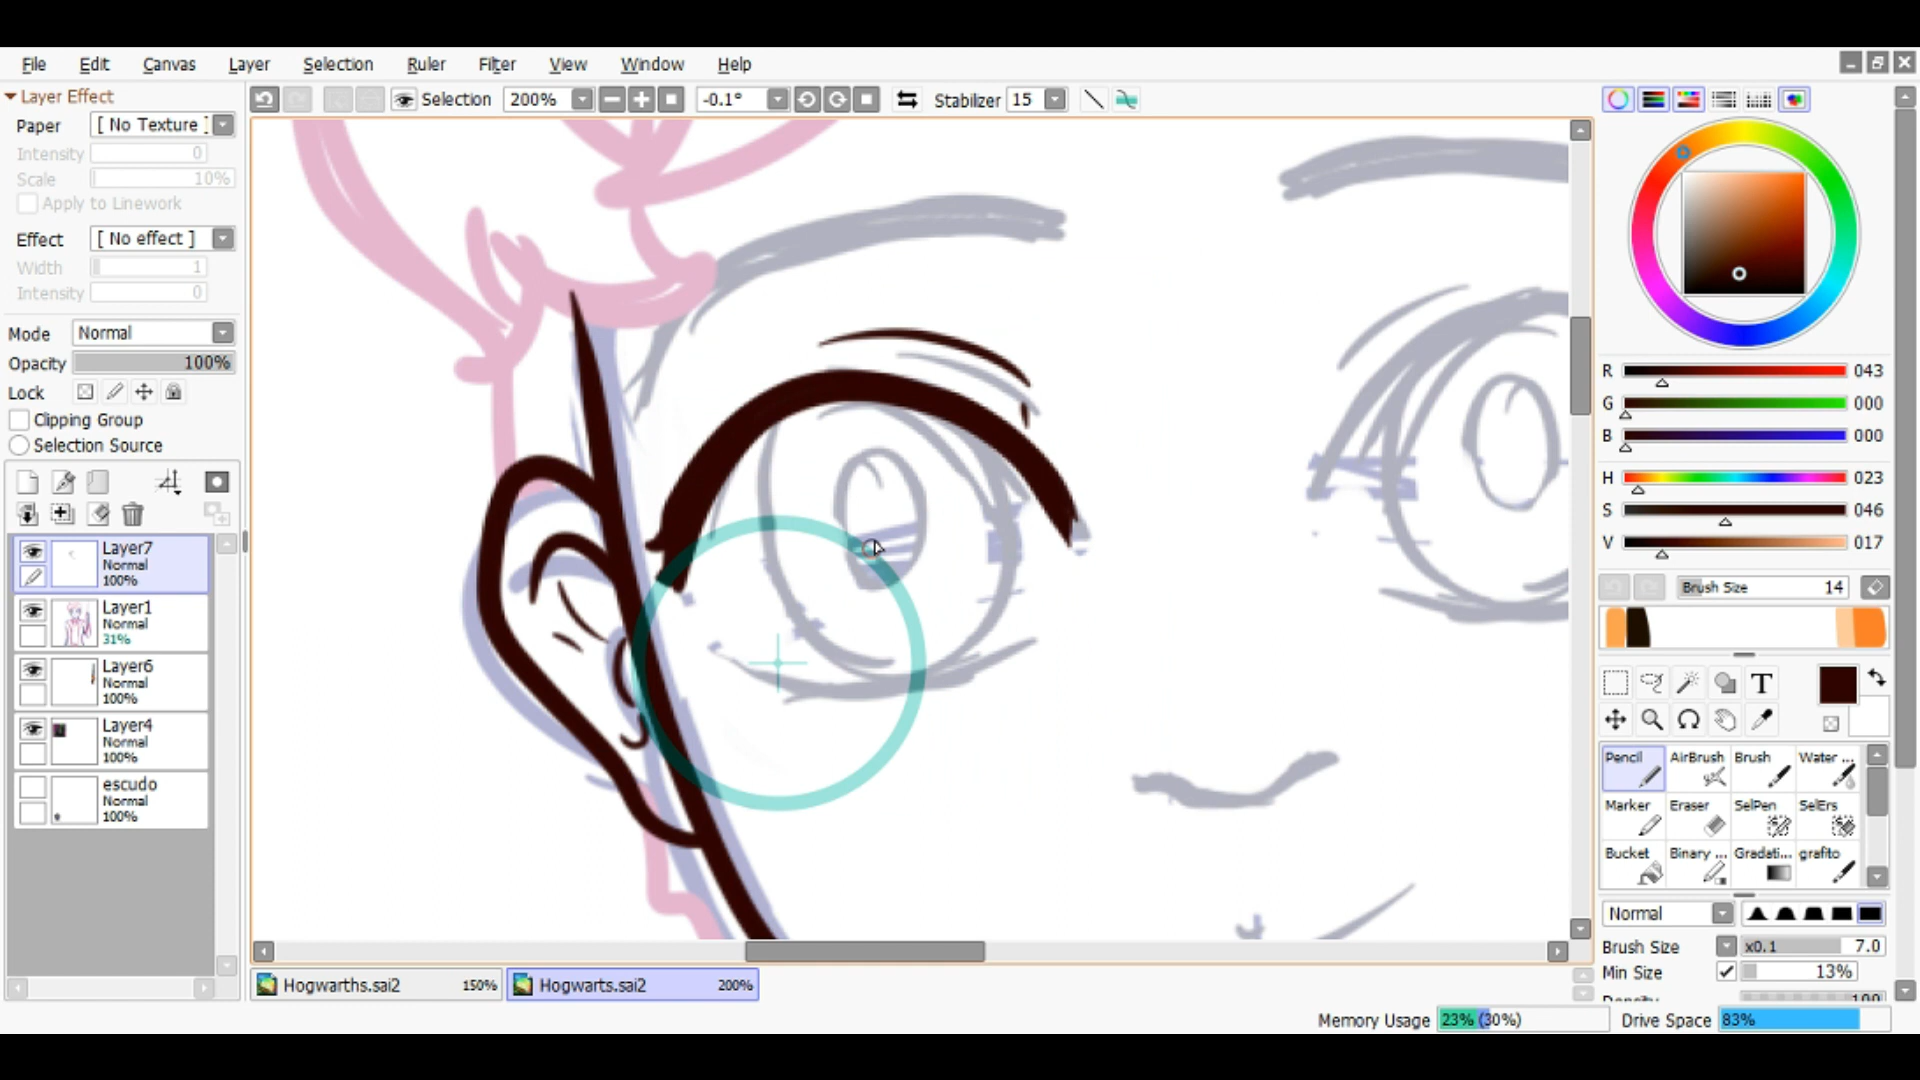 File Edit Canvas Layer Selection Ruler Filter View Window Help
Layer Effect
Paper [ No Texture ]
Intensity 0
Scale 10%
Apply to Linework
Effect [ No effect ]
Width 1
Intensity 0
Mode Normal
Opacity 100%
Lock
Clipping Group
Selection Source
Layer7
Normal
100%
Layer1
Normal
31%
Layer6
Normal
100%
Layer4
Normal
100%
escudo
Normal
100%
Selection 200% -0.1° Stabilizer 15
Hogwarths.sai2 150% Hogwarts.sai2 200%
R 043
G 000
B 000
H 023
S 046
V 017
Brush Size 14
T
Pencil AirBrush Brush Water ...
Marker Eraser SelPen SelErs
Bucket Binary ... Gradati... grafito
Normal
Brush Size x0.1 7.0
Min Size 13%
Density 100
Memory Usage 23% (30%) Drive Space 83%